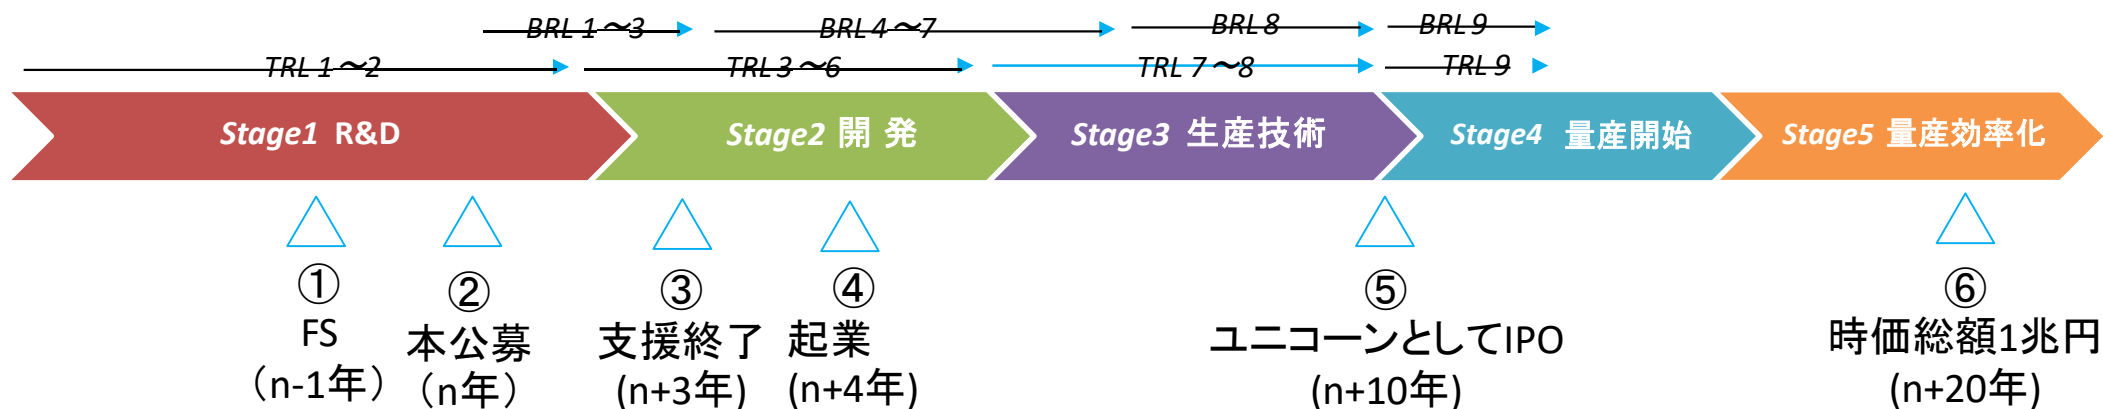 BRL 1～3 BRL 4～7 BRL 8 BRL 9
TRL 1～2 TRL 3～6 TRL 7～8 TRL 9
Stage1 R&D Stage2 開 発 Stage3 生産技術 Stage4 量産開始 Stage5 量産効率化
① ② ③ ④ ⑤ ⑥
FS 本公募 支援終了 起業 ユニコーンとしてIPO 時価総額1兆円
（n-1年） （n年） (n+3年) (n+4年) (n+10年) (n+20年)